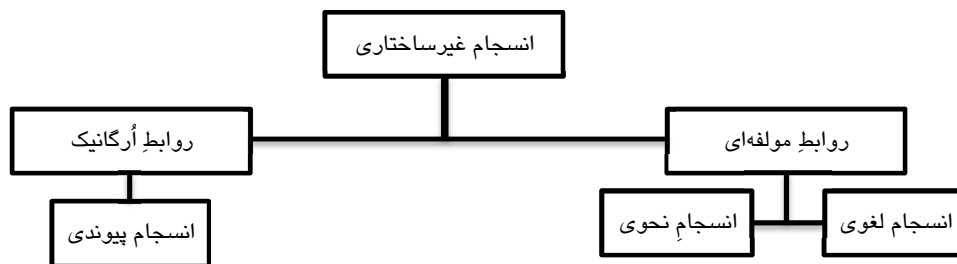 انسجام غیرساختاری
روابطِ مولفه‌ای
روابطِ اُرگانیک
انسجام لغوی
انسجامِ نحوی
انسجام پیوندی